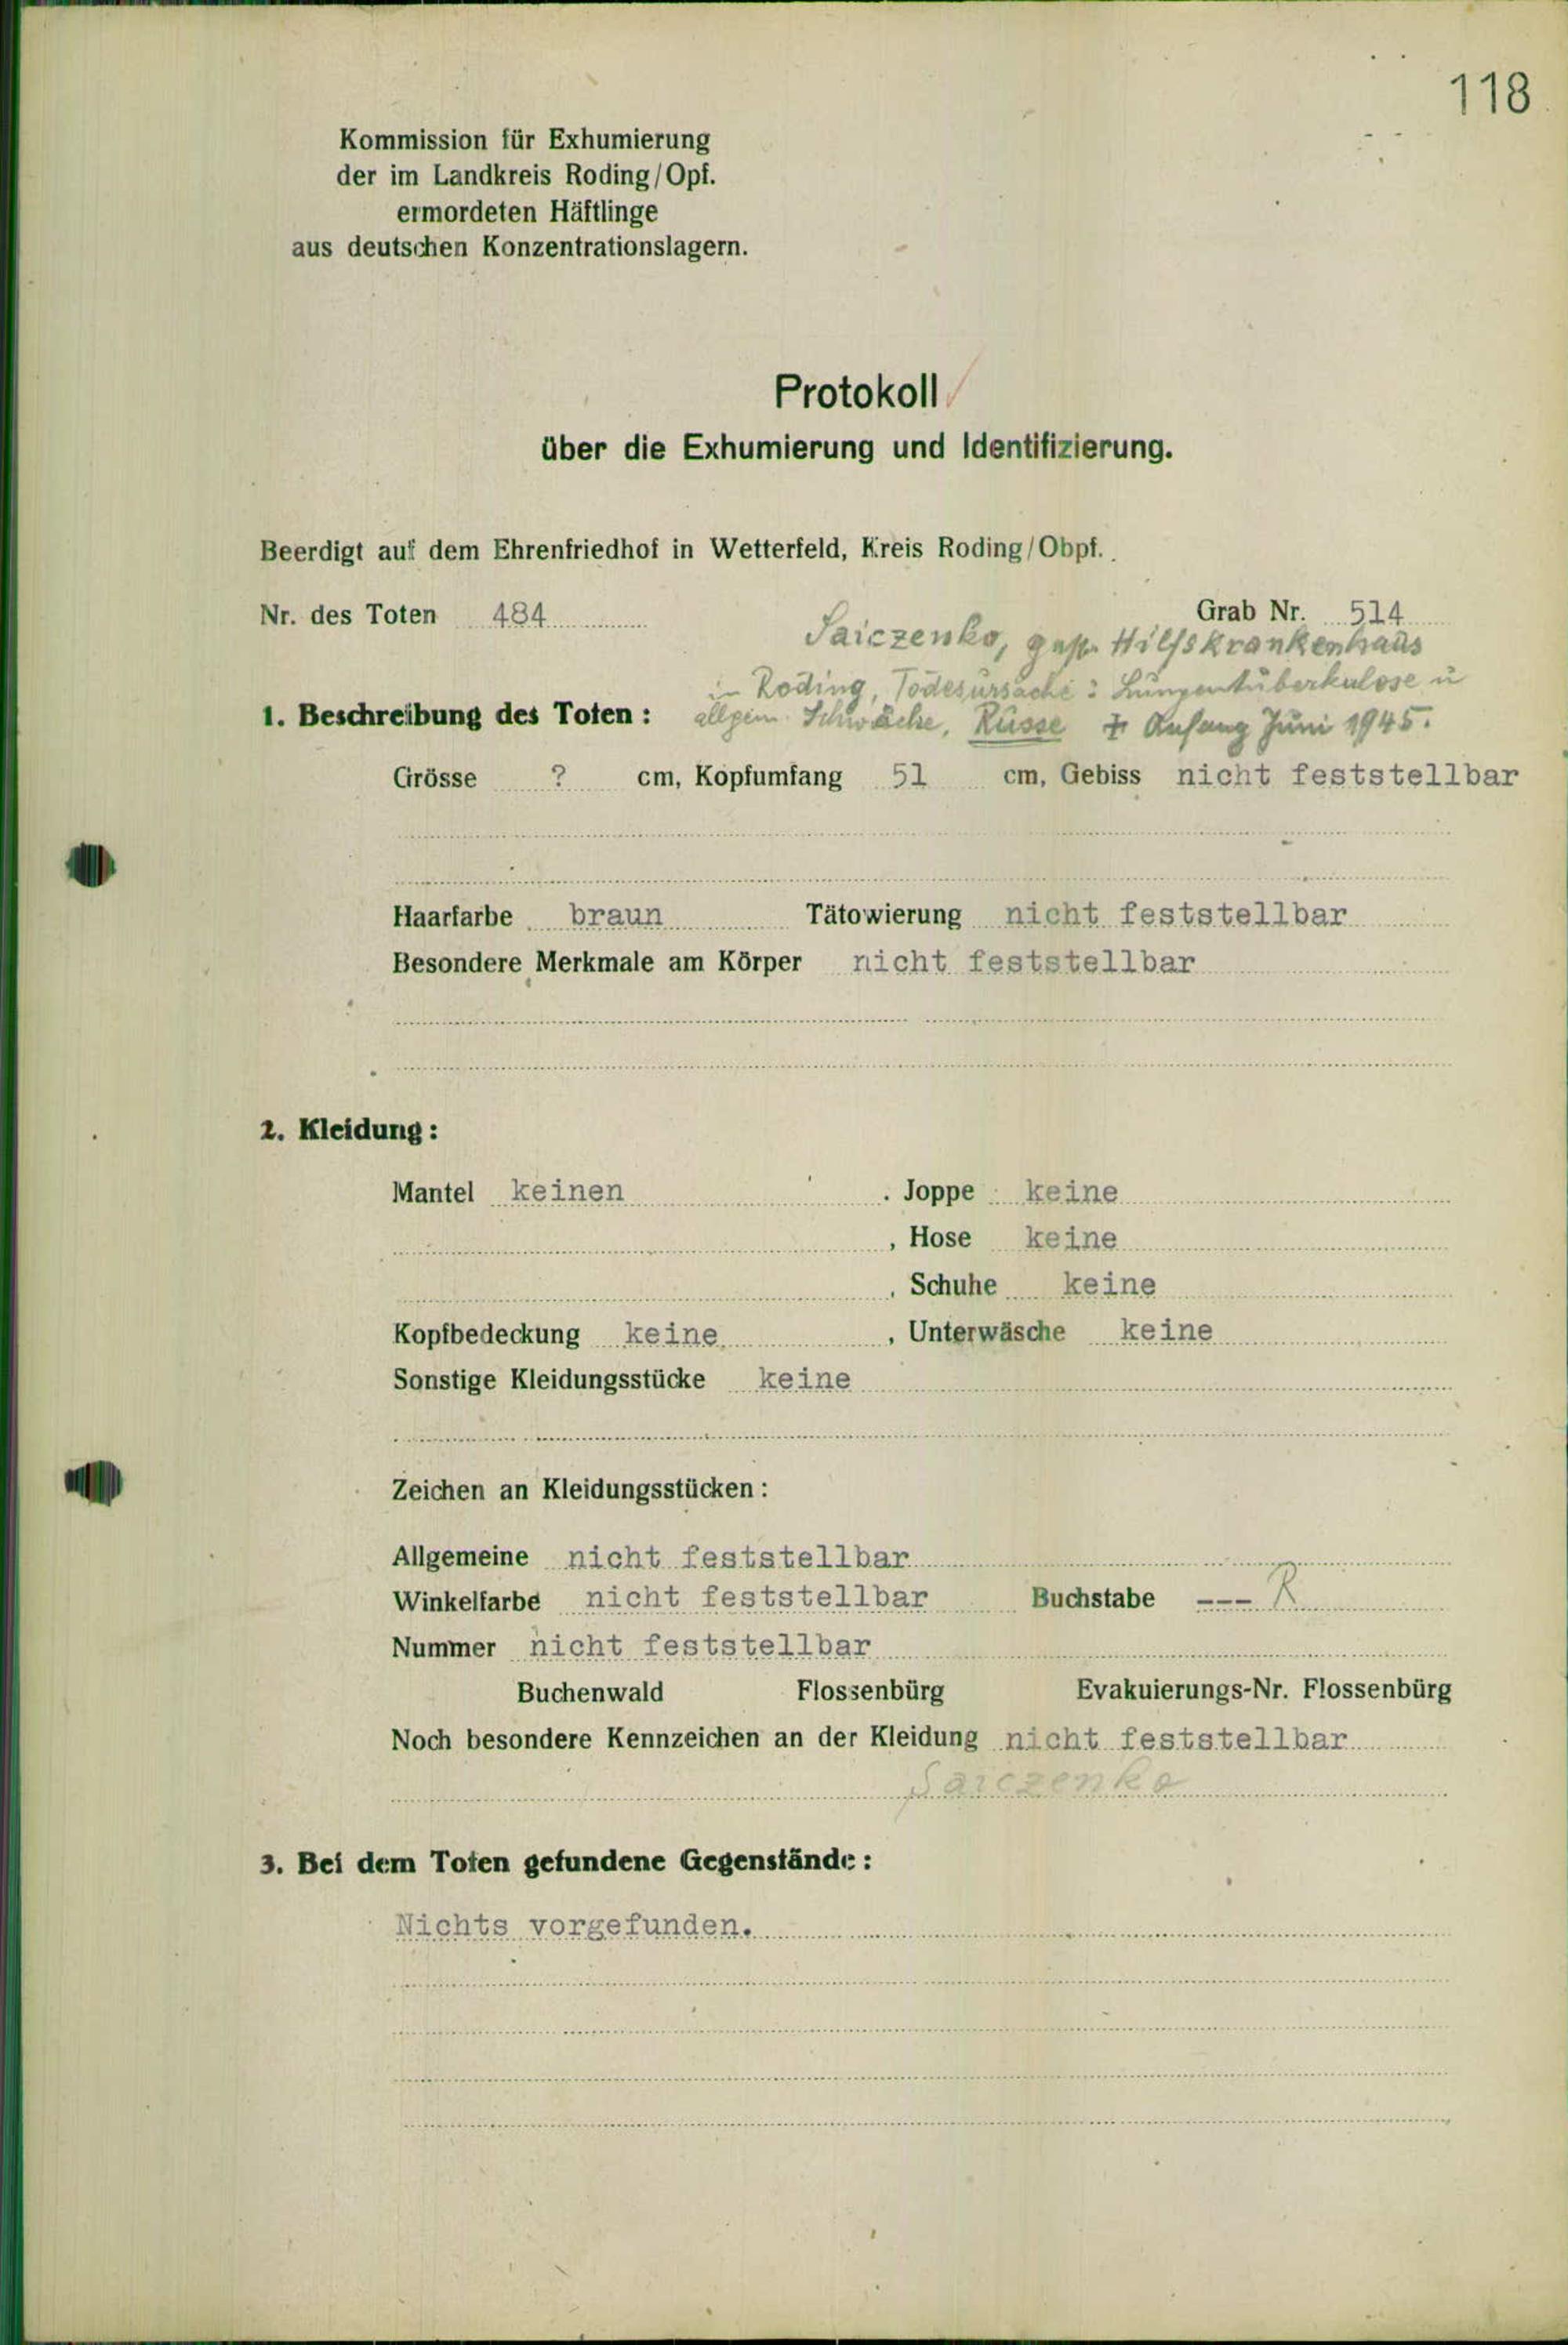 118
Kommission für Exhumierung
der im Landkreis Roding/Opf.
ermordeten Häftlinge
aus deutschen Konzentrationslagern.
Protokoll
über die Exhumierung und Identifizierung.
Beerdigt auf dem Ehrenfriedhof in Wetterfeld, Kreis Roding/Obpf.
Nr. des Toten 484 Grab Nr. 514
Saiczenko, gest. Hilfskrankenhaus
in Roding, Todesursache: Lungentuberkulose u
1. Beschreibung des Toten: allgem. Schwäche, Russe + Anfang Juni 1945.
Grösse ? cm, Kopfumfang 51 cm, Gebiss nicht feststellbar
Haarfarbe braun Tätowierung nicht feststellbar
Besondere Merkmale am Körper nicht feststellbar
2. Kleidung:
Mantel keinen . Joppe keine
, Hose keine
, Schuhe keine
Kopfbedeckung keine , Unterwäsche keine
Sonstige Kleidungsstücke keine
Zeichen an Kleidungsstücken:
Allgemeine nicht feststellbar
Winkelfarbe nicht feststellbar Buchstabe --- R
Nummer nicht feststellbar
Buchenwald Flossenbürg Evakuierungs-Nr. Flossenbürg
Noch besondere Kennzeichen an der Kleidung nicht feststellbar
Saiczenko
3. Bei dem Toten gefundene Gegenstände:
Nichts vorgefunden.